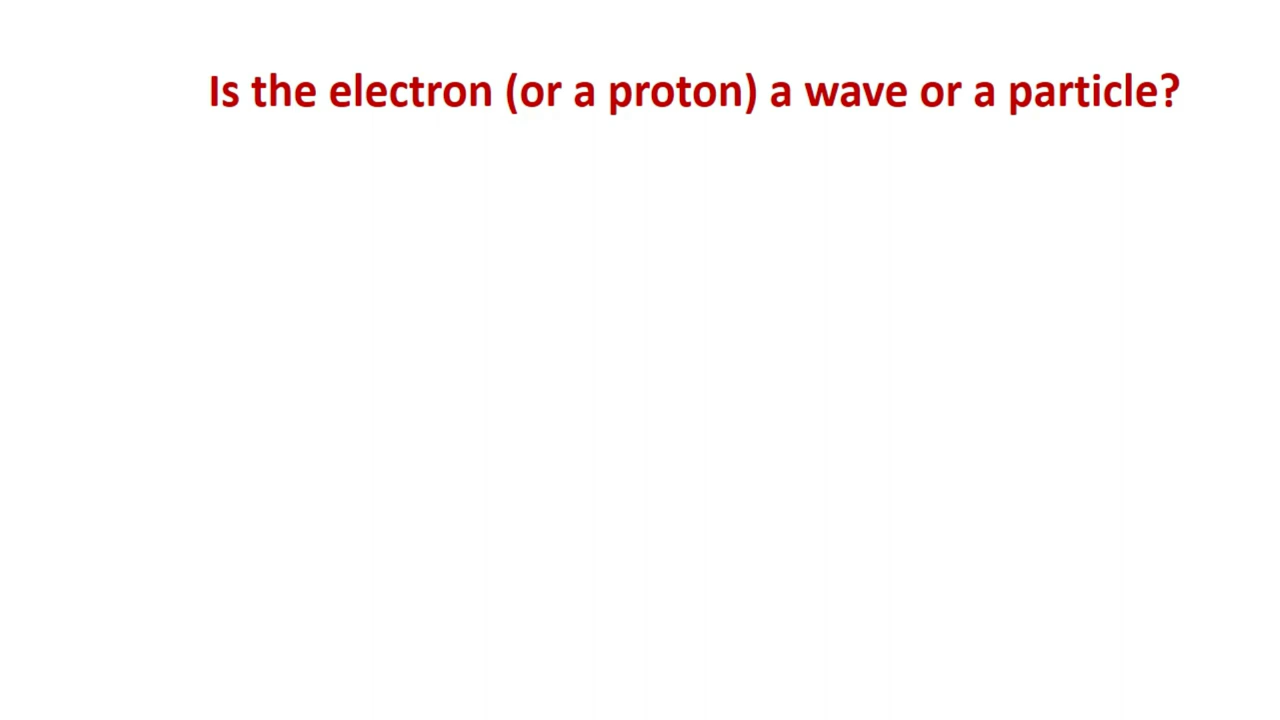 Is the electron (or a proton) a wave or a particle?